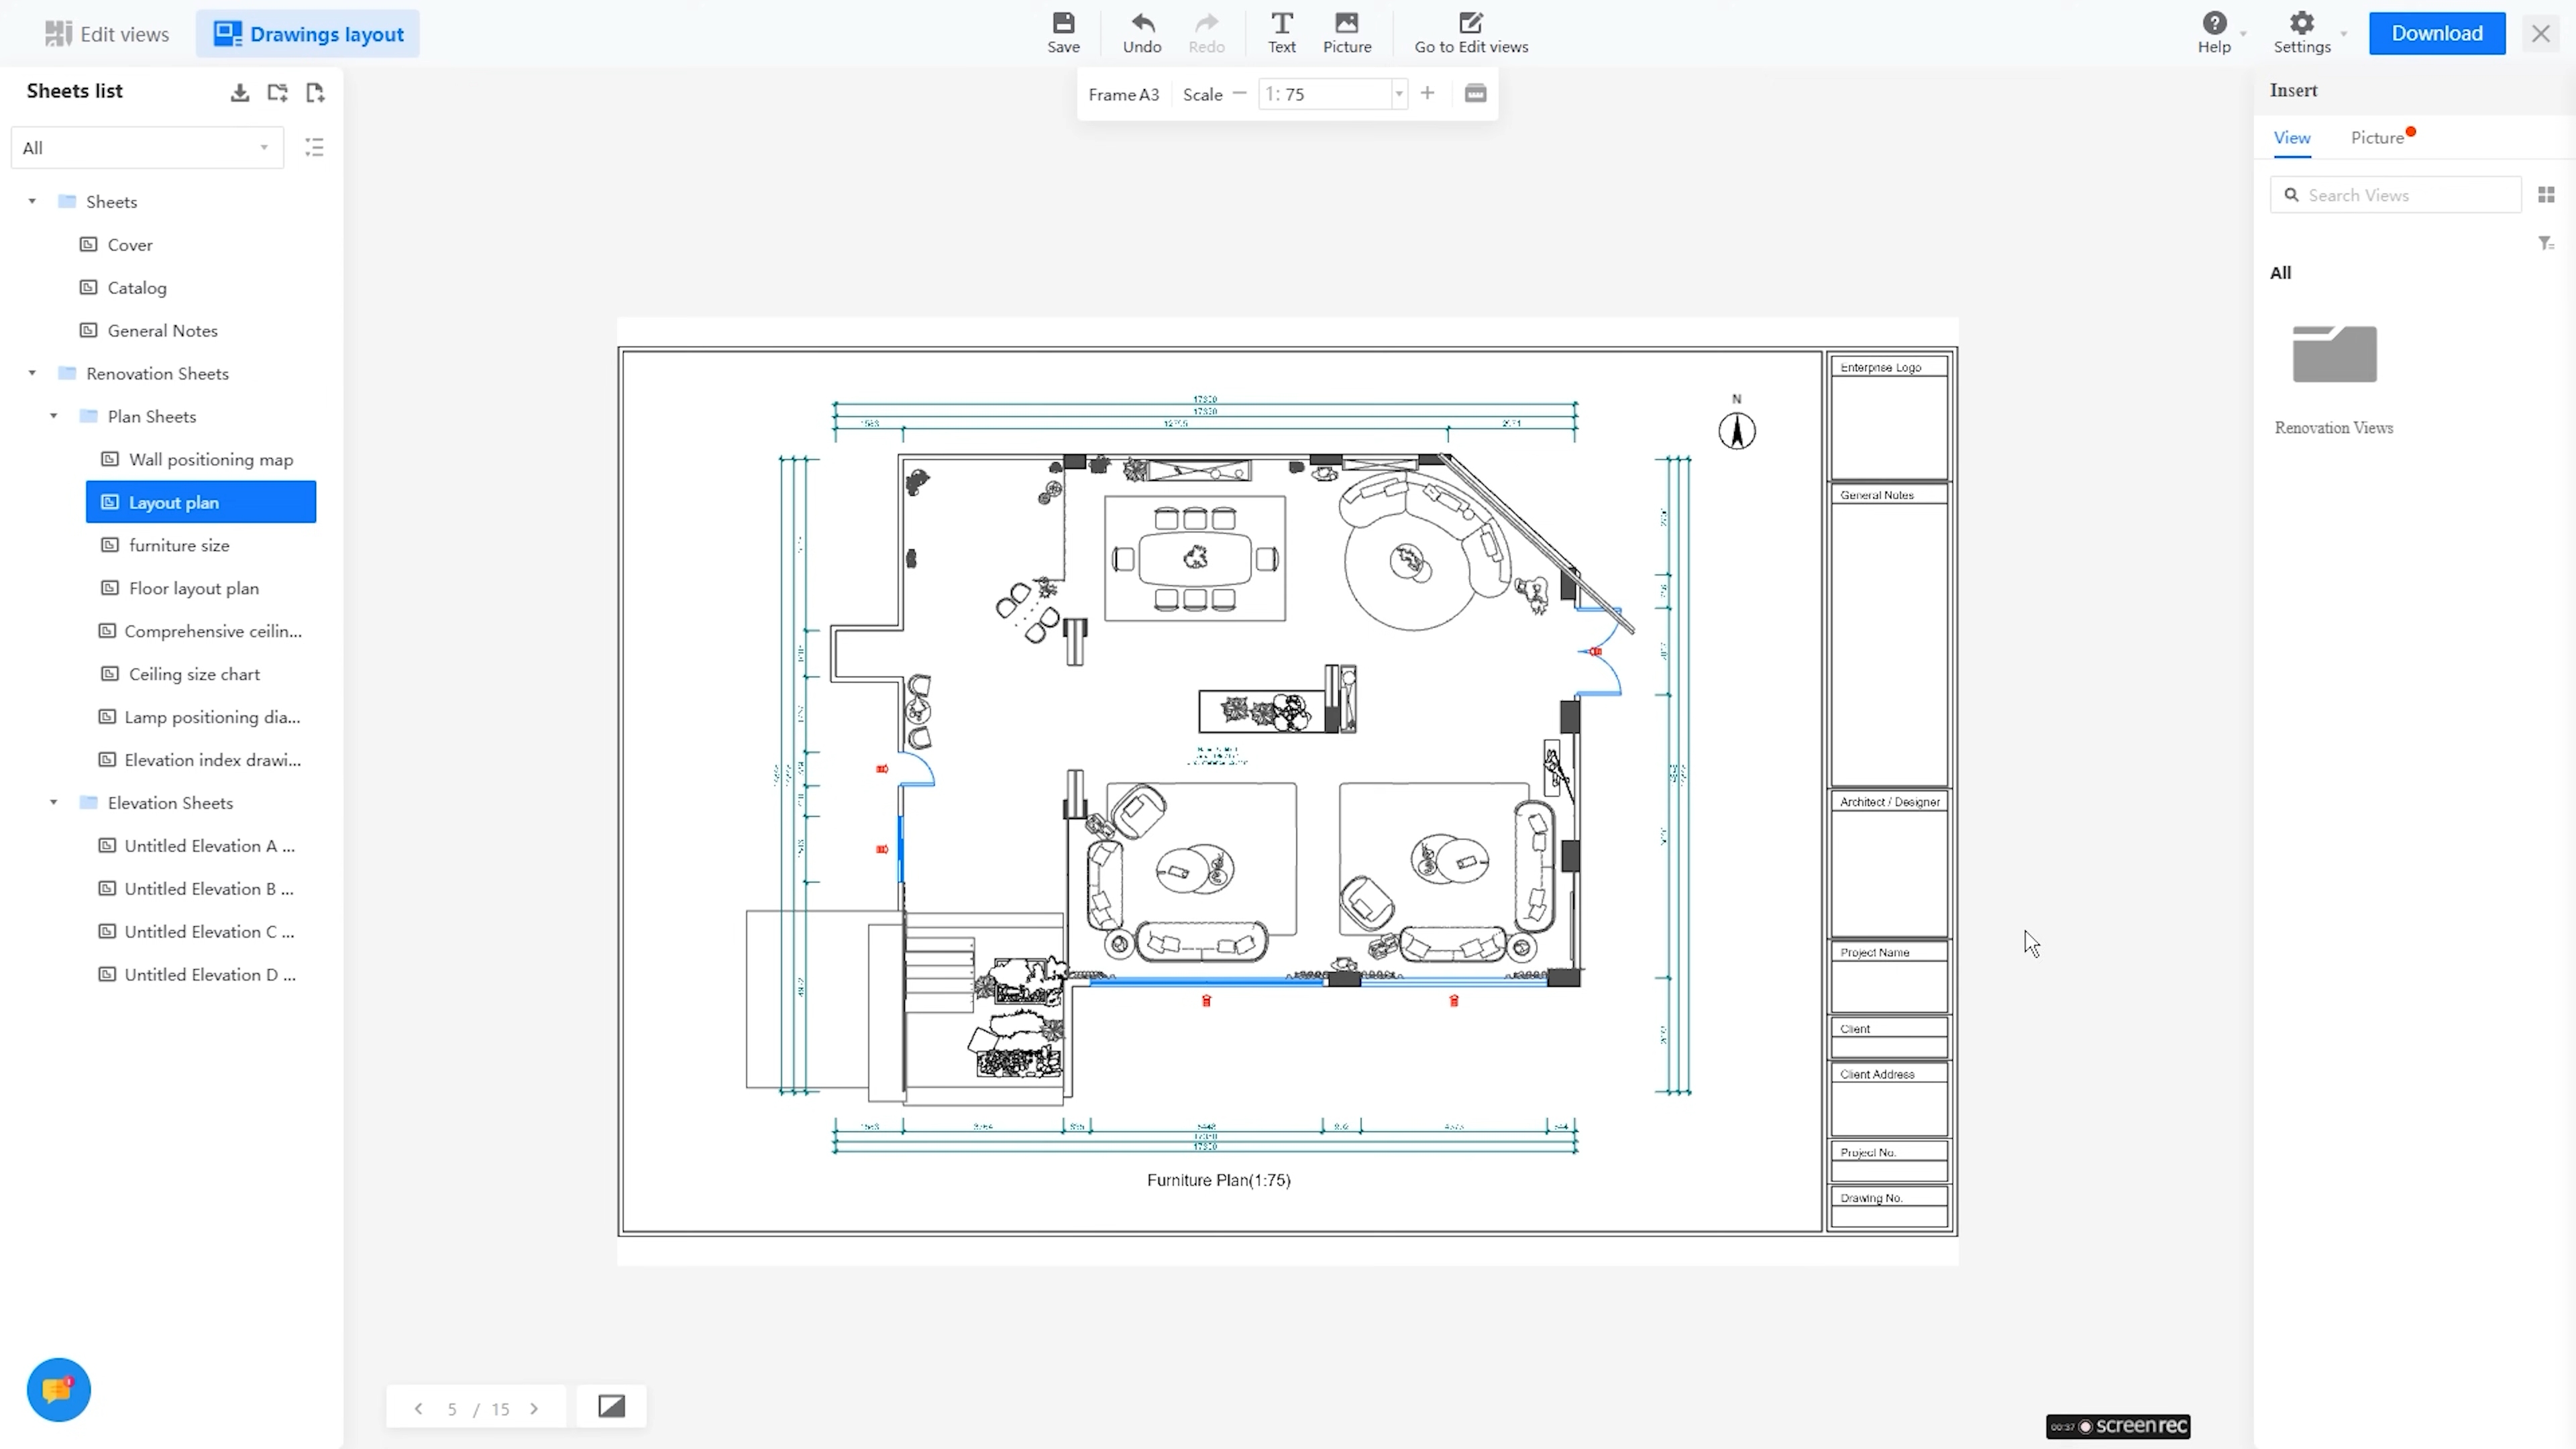 Edit views
Drawings layout
Save
Undo
Redo
Text
Picture
Go to Edit views
Help
Settings
Download
Sheets list
Frame A3
Scale
1: 75
Insert
View
Picture
All
Search Views
Sheets
Cover
Catalog
General Notes
Renovation Sheets
Plan Sheets
Wall positioning map
Layout plan
furniture size
Floor layout plan
Comprehensive ceilin...
Ceiling size chart
Lamp positioning dia...
Elevation index drawi...
Elevation Sheets
Untitled Elevation A ...
Untitled Elevation B ...
Untitled Elevation C ...
Untitled Elevation D ...
All
Renovation Views
N
Enterprise Logo
General Notes
Architect / Designer
Project Name
Client
Client Address
Project No.
Drawing No.
Furniture Plan(1:75)
5 / 15
00:37 screenrec